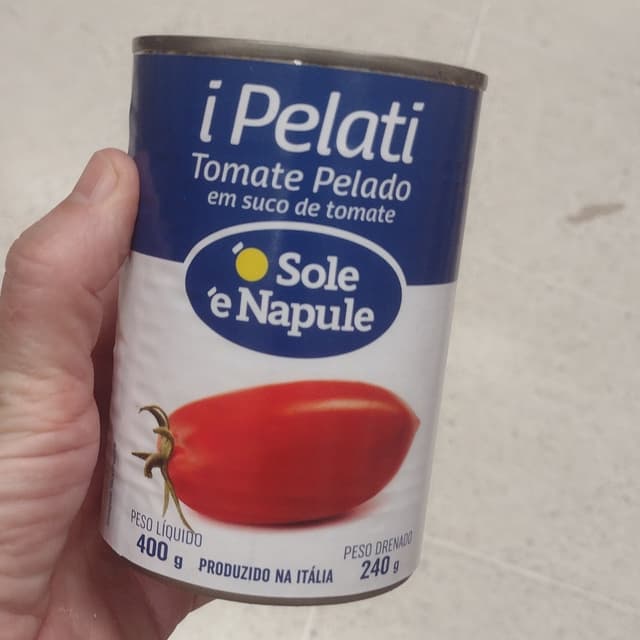 i Pelati
Tomate Pelado
em suco de tomate
'O Sole
'e Napule
PESO LÍQUIDO
400 g
PRODUZIDO NA ITÁLIA
PESO DRENADO
240 g